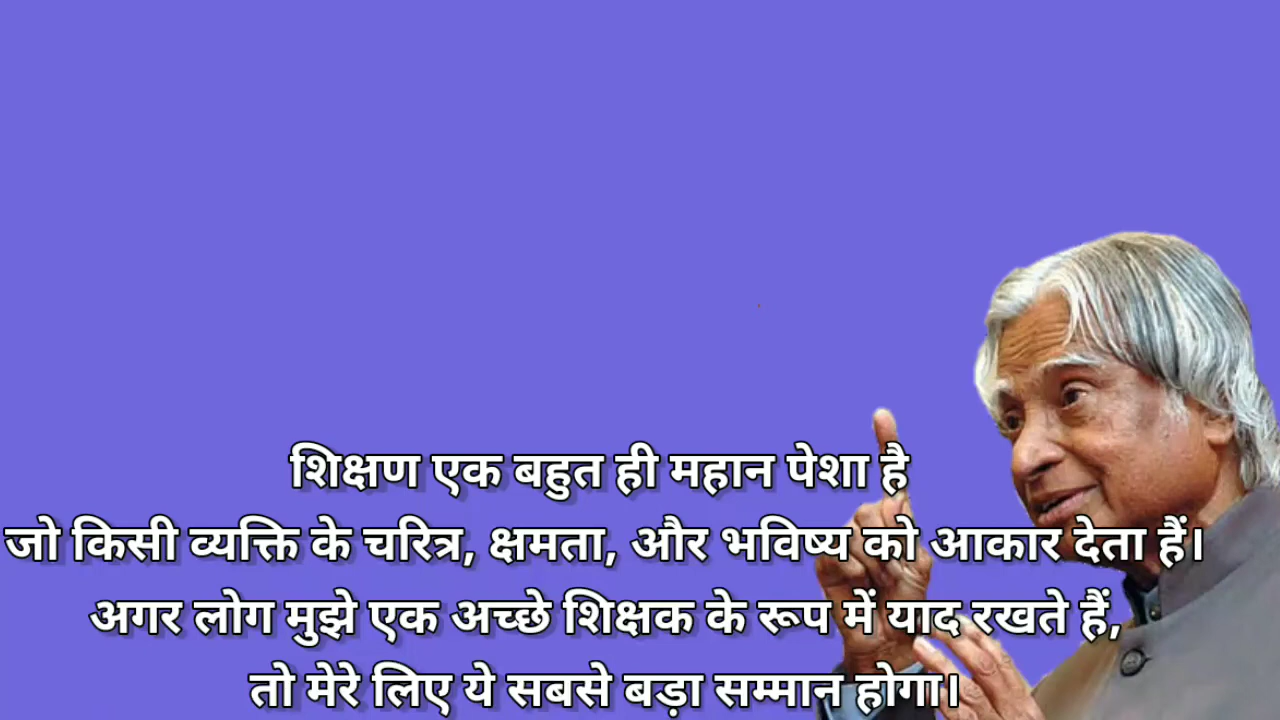 शिक्षण एक बहुत ही महान पेशा है
जो किसी व्यक्ति के चरित्र, क्षमता, और भविष्य को आकार देता हैं।
अगर लोग मुझे एक अच्छे शिक्षक के रूप में याद रखते हैं,
तो मेरे लिए ये सबसे बड़ा सम्मान होगा।